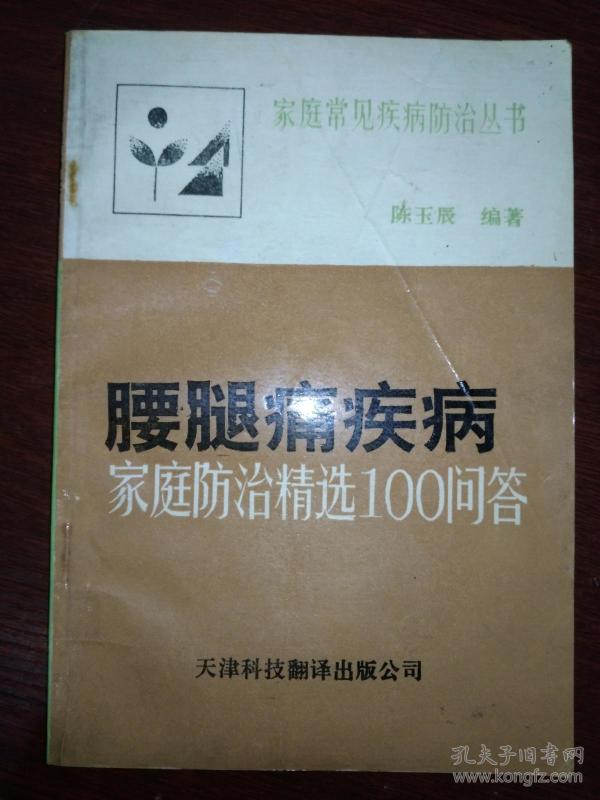 家庭常见疾病防治丛书
陈玉辰 编著
腰腿痛疾病
家庭防治精选100问答
天津科技翻译出版公司
孔夫子旧书网
www.kongfz.com